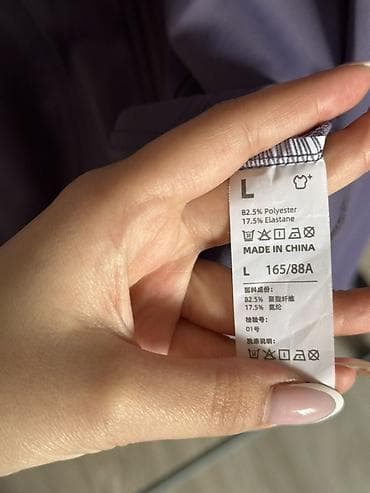 L
82.5% Polyester
17.5% Elastane
MADE IN CHINA
L 165/88A
面料成份：
82.5% 聚酯纤维
17.5% 氨纶
检验号：
01号
洗涤说明